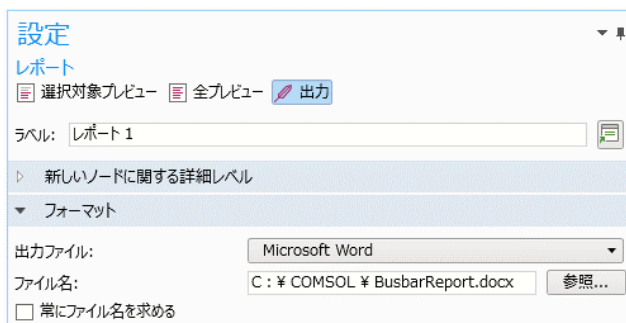 設定
レポート
選択対象プレビュー 全プレビュー 出力
ラベル: レポート 1
新しいノードに関する詳細レベル
フォーマット
出力ファイル: Microsoft Word
ファイル名: C : ¥ COMSOL ¥ BusbarReport.docx 参照...
常にファイル名を求める